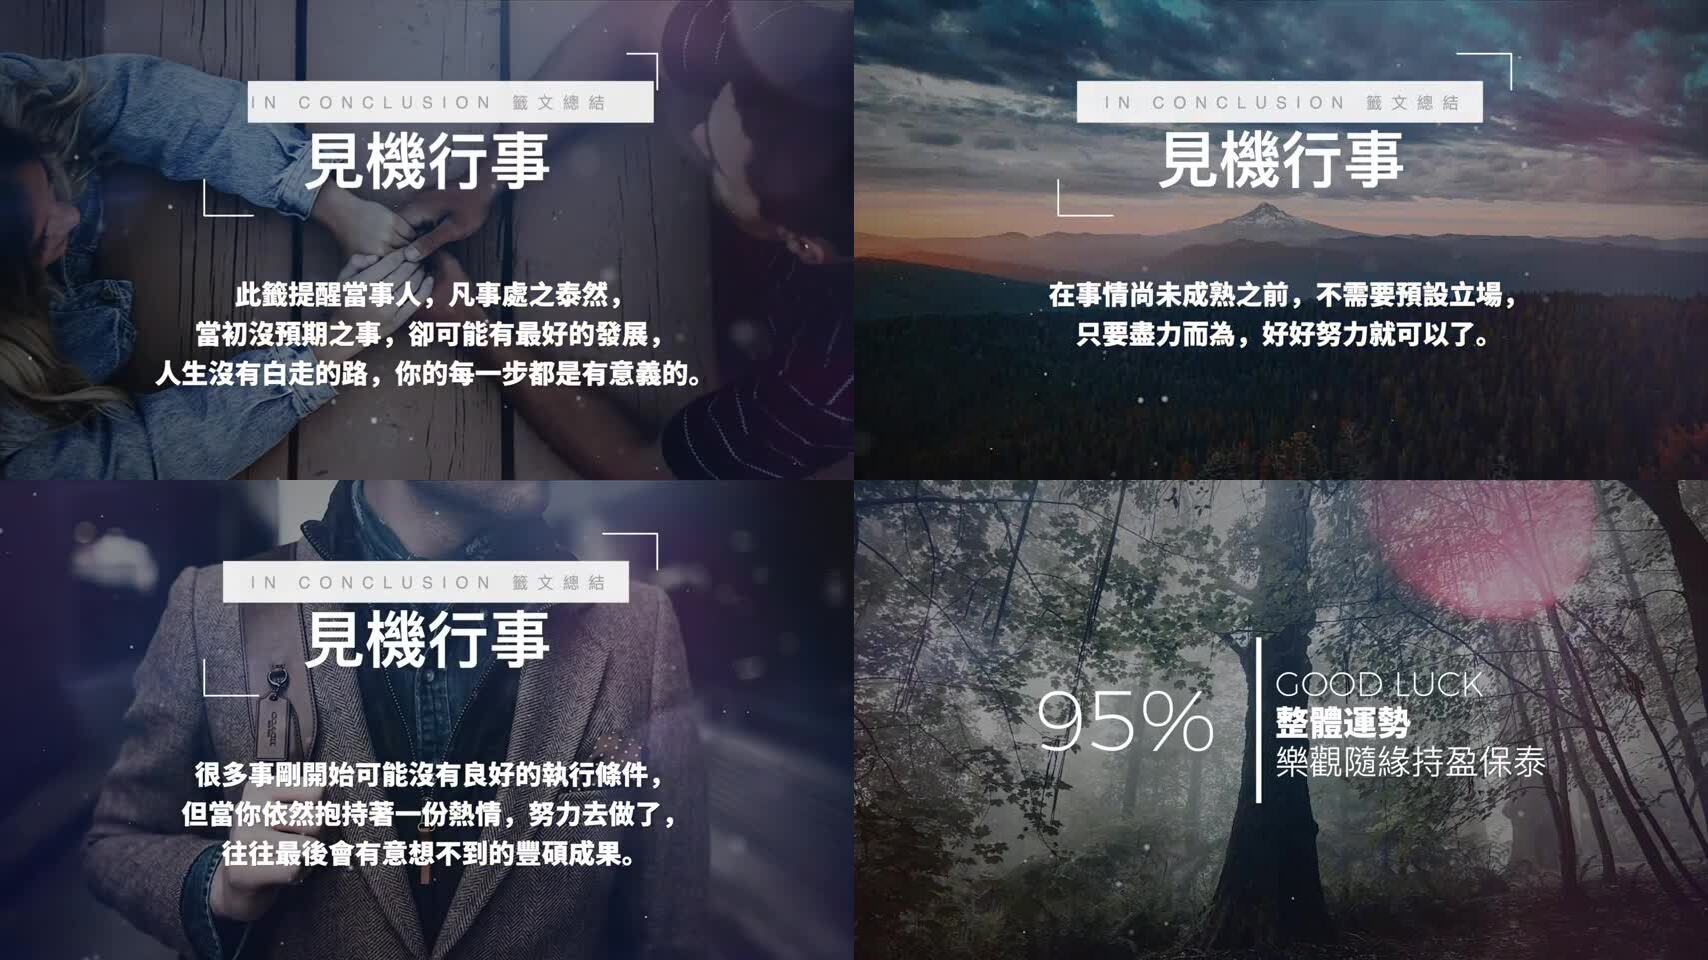 IN CONCLUSION 籤文總結
見機行事
此籤提醒當事人，凡事處之泰然，
當初沒預期之事，卻可能有最好的發展，
人生沒有白走的路，你的每一步都是有意義的。
IN CONCLUSION 籤文總結
見機行事
在事情尚未成熟之前，不需要預設立場，
只要盡力而為，好好努力就可以了。
IN CONCLUSION 籤文總結
見機行事
很多事剛開始可能沒有良好的執行條件，
但當你依然抱持著一份熱情，努力去做了，
往往最後會有意想不到的豐碩成果。
95%
GOOD LUCK
整體運勢
樂觀隨緣持盈保泰